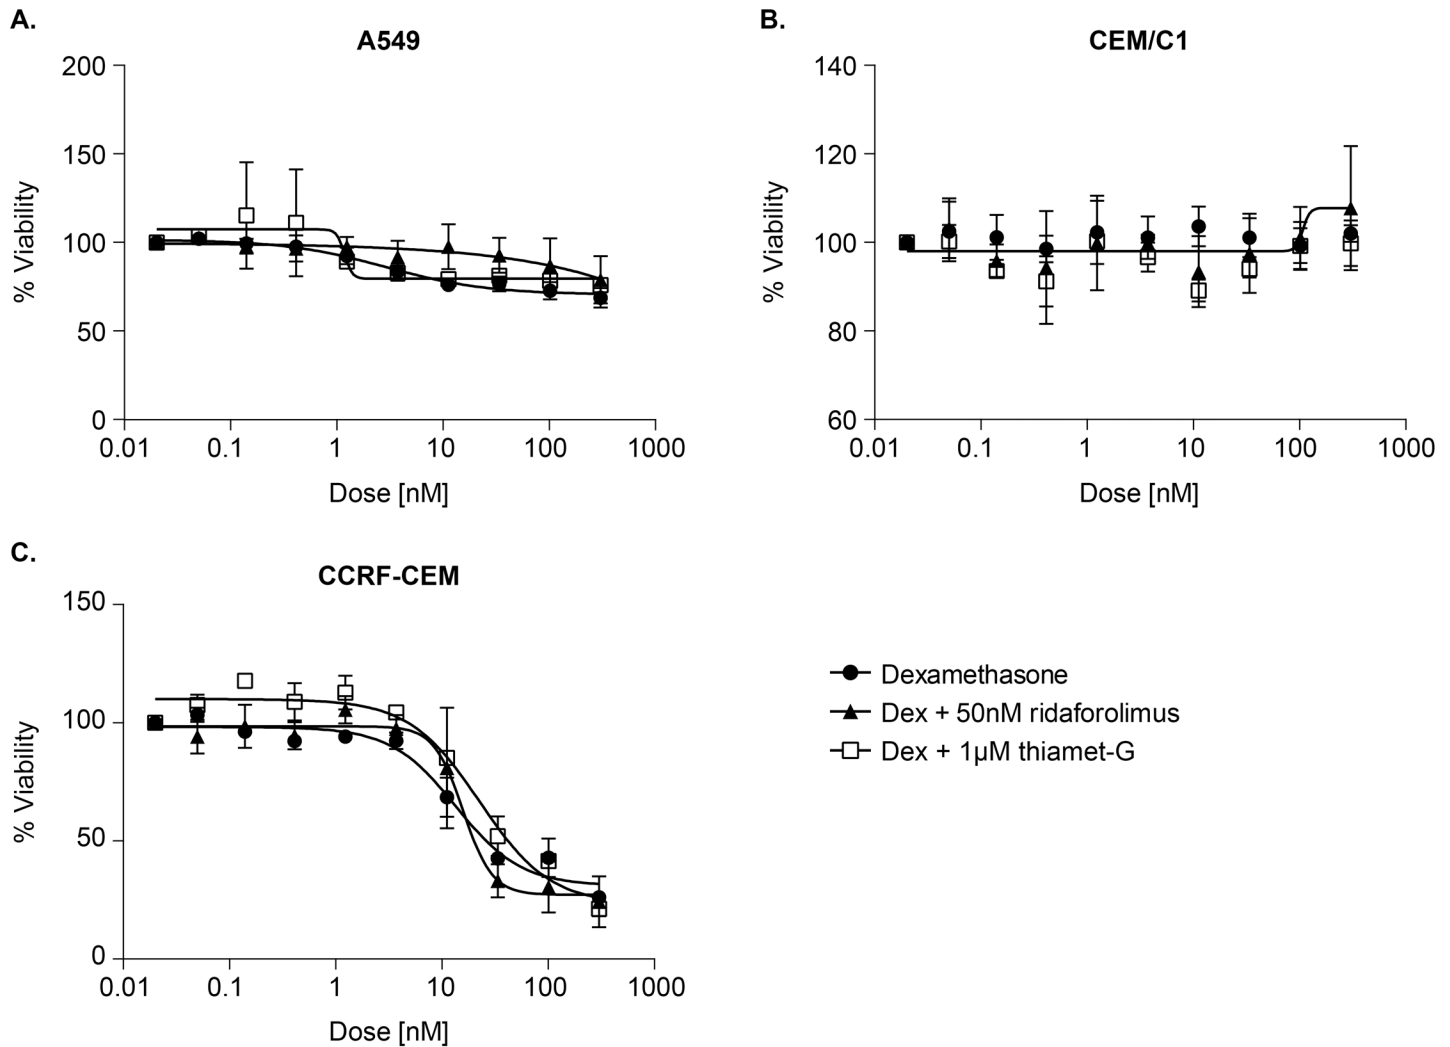 A.
A549
200
150
100
50
0
% Viability
0.01 0.1 1 10 100 1000
Dose [nM]
B.
CEM/C1
140
120
100
80
60
% Viability
0.01 0.1 1 10 100 1000
Dose [nM]
C.
CCRF-CEM
150
100
50
0
% Viability
0.01 0.1 1 10 100 1000
Dose [nM]
Dexamethasone
Dex + 50nM ridaforolimus
Dex + 1µM thiamet-G